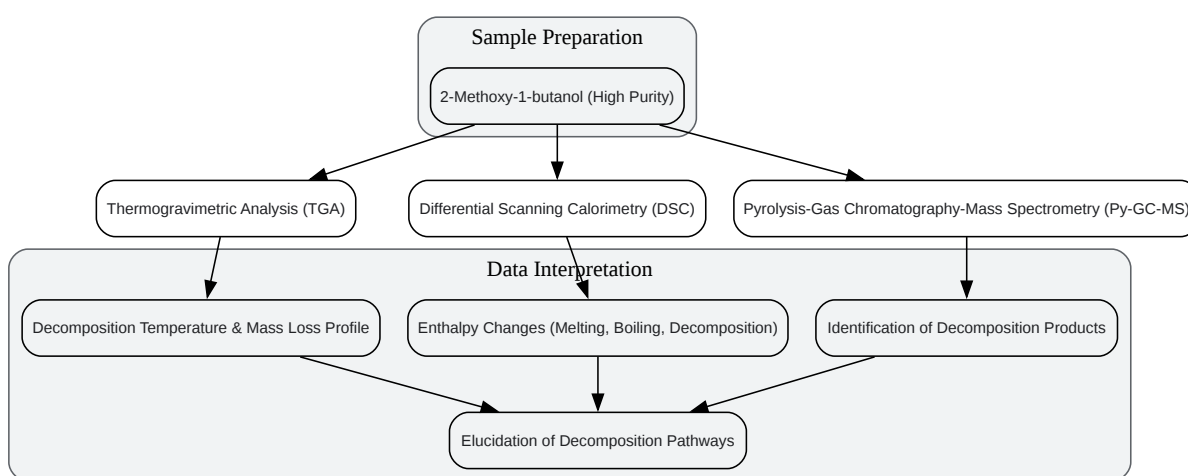 Sample Preparation
2-Methoxy-1-butanol (High Purity)
Thermogravimetric Analysis (TGA)
Differential Scanning Calorimetry (DSC)
Pyrolysis-Gas Chromatography-Mass Spectrometry (Py-GC-MS)
Data Interpretation
Decomposition Temperature & Mass Loss Profile
Enthalpy Changes (Melting, Boiling, Decomposition)
Identification of Decomposition Products
Elucidation of Decomposition Pathways